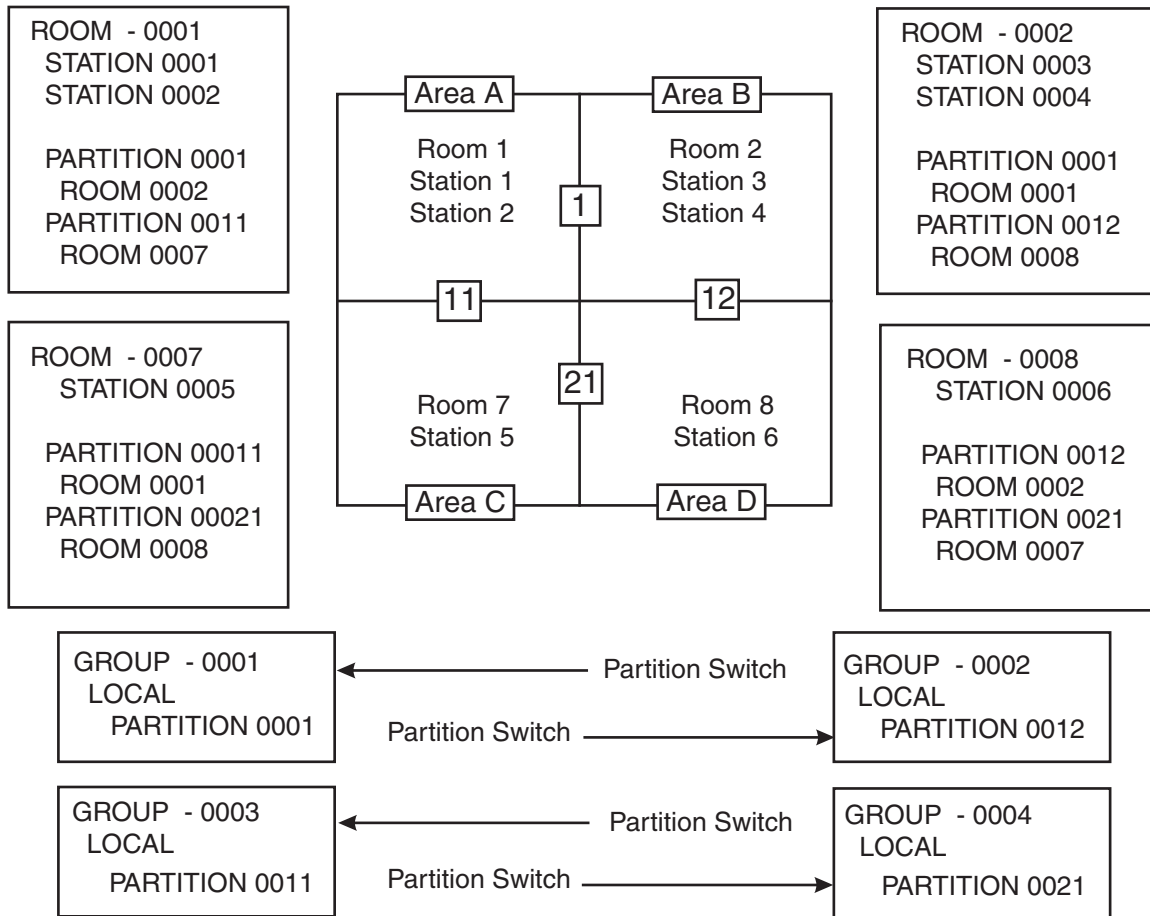 ROOM - 0001
STATION 0001
STATION 0002
PARTITION 0001
ROOM 0002
PARTITION 0011
ROOM 0007
Area A
Area B
Room 1
Station 1
Station 2
Room 2
Station 3
Station 4
1
11
12
21
Room 7
Station 5
Room 8
Station 6
Area C
Area D
ROOM - 0002
STATION 0003
STATION 0004
PARTITION 0001
ROOM 0001
PARTITION 0012
ROOM 0008
ROOM - 0007
STATION 0005
PARTITION 00011
ROOM 0001
PARTITION 00021
ROOM 0008
ROOM - 0008
STATION 0006
PARTITION 0012
ROOM 0002
PARTITION 0021
ROOM 0007
GROUP - 0001
LOCAL
PARTITION 0001
Partition Switch
Partition Switch
GROUP - 0002
LOCAL
PARTITION 0012
GROUP - 0003
LOCAL
PARTITION 0011
Partition Switch
Partition Switch
GROUP - 0004
LOCAL
PARTITION 0021